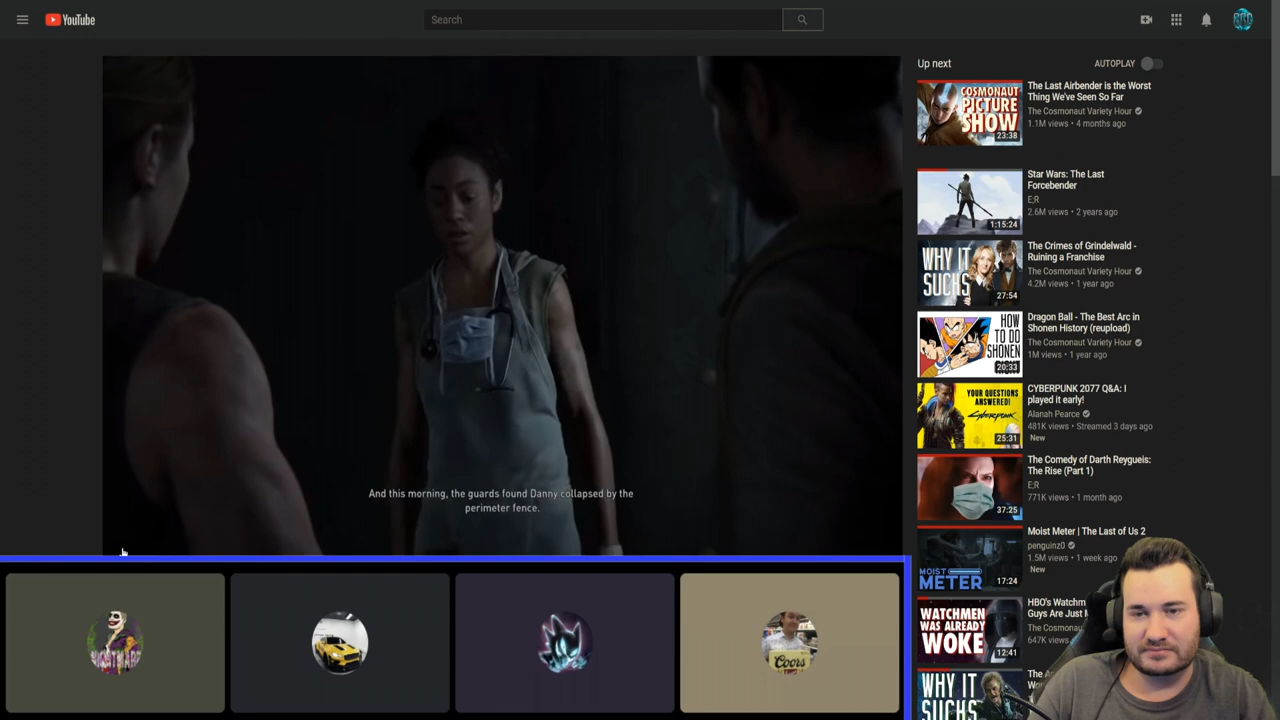 YouTube
Search
And this morning, the guards found Danny collapsed by the
perimeter fence.
NIGHTMARE
Coors
Up next
AUTOPLAY
COSMONAUT
PICTURE
SHOW
23:38
The Last Airbender is the Worst
Thing We've Seen So Far
The Cosmonaut Variety Hour
1.1M views • 4 months ago
1:15:24
Star Wars: The Last
Forcebender
E;R
2.6M views • 2 years ago
WHY IT
SUCKS
27:54
The Crimes of Grindelwald -
Ruining a Franchise
The Cosmonaut Variety Hour
4.2M views • 1 year ago
HOW
TO DO
SHONEN
RIGHT
20:33
Dragon Ball - The Best Arc in
Shonen History (reupload)
The Cosmonaut Variety Hour
1M views • 1 year ago
YOUR QUESTIONS
ANSWERED!
CYBERPUNK
25:31
CYBERPUNK 2077 Q&A: I
played it early!
Alanah Pearce
481K views • Streamed 3 days ago
New
37:25
The Comedy of Darth Reygueis:
The Rise (Part 1)
E;R
771K views • 1 month ago
MOIST
METER
17:24
Moist Meter | The Last of Us 2
penguinz0
1.5M views • 1 week ago
New
WATCHMEN
WAS ALREADY
WOKE
12:41
HBO's Watchm
Guys Are Just
The Cosmonau
647K views
WHY IT
SUCKS
The